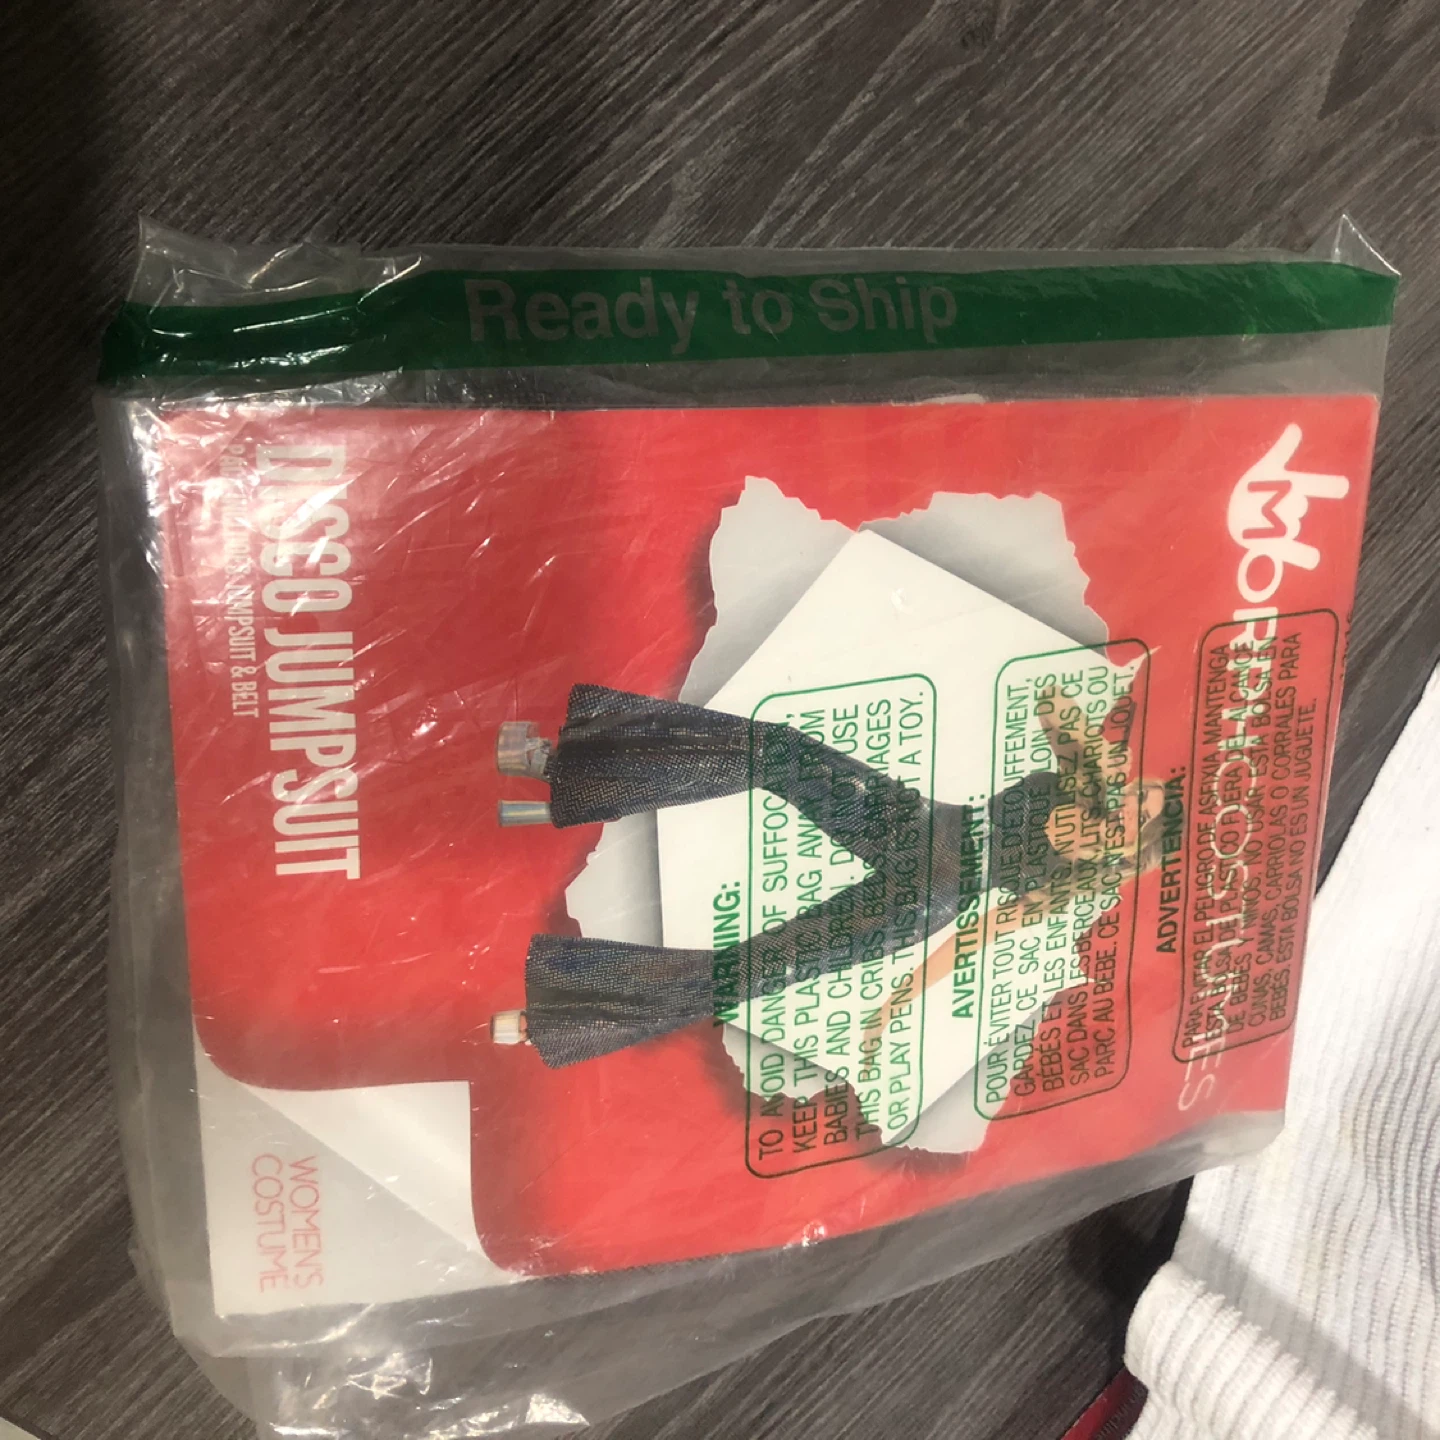 Ready to Ship
DISCO JUMPSUIT
JUMPSUIT & BELT
WOMEN'S
COSTUME
WARNING:
TO AVOID DANGER OF SUFFOCATION,
KEEP THIS PLASTIC BAG AWAY FROM
BABIES AND CHILDREN. DO NOT USE
THIS BAG IN CRIBS, BEDS, CARRIAGES
OR PLAY PENS. THIS BAG IS NOT A TOY.
AVERTISSEMENT:
POUR ÉVITER TOUT RISQUE D'ÉTOUFFEMENT,
GARDEZ CE SAC EN PLASTIQUE LOIN DES
BÉBÉS ET LES ENFANTS. N'UTILISEZ PAS CE
SAC DANS LES BERCEAUX, LITS, CHARIOTS OU
PARC AU BEBE. CE SAC N'EST PAS UN JOUET.
ADVERTENCIA:
PARA EVITAR EL PELIGRO DE ASFIXIA MANTENGA
ESTA BOLSA DE PLASTICO FUERA DEL ALCANCE
DE BEBES Y NIÑOS. NO USAR ESTA BOLSA EN
CUNAS, CAMAS, CARRIOLAS O CORRALES PARA
BEBES. ESTA BOLSA NO ES UN JUGUETE.